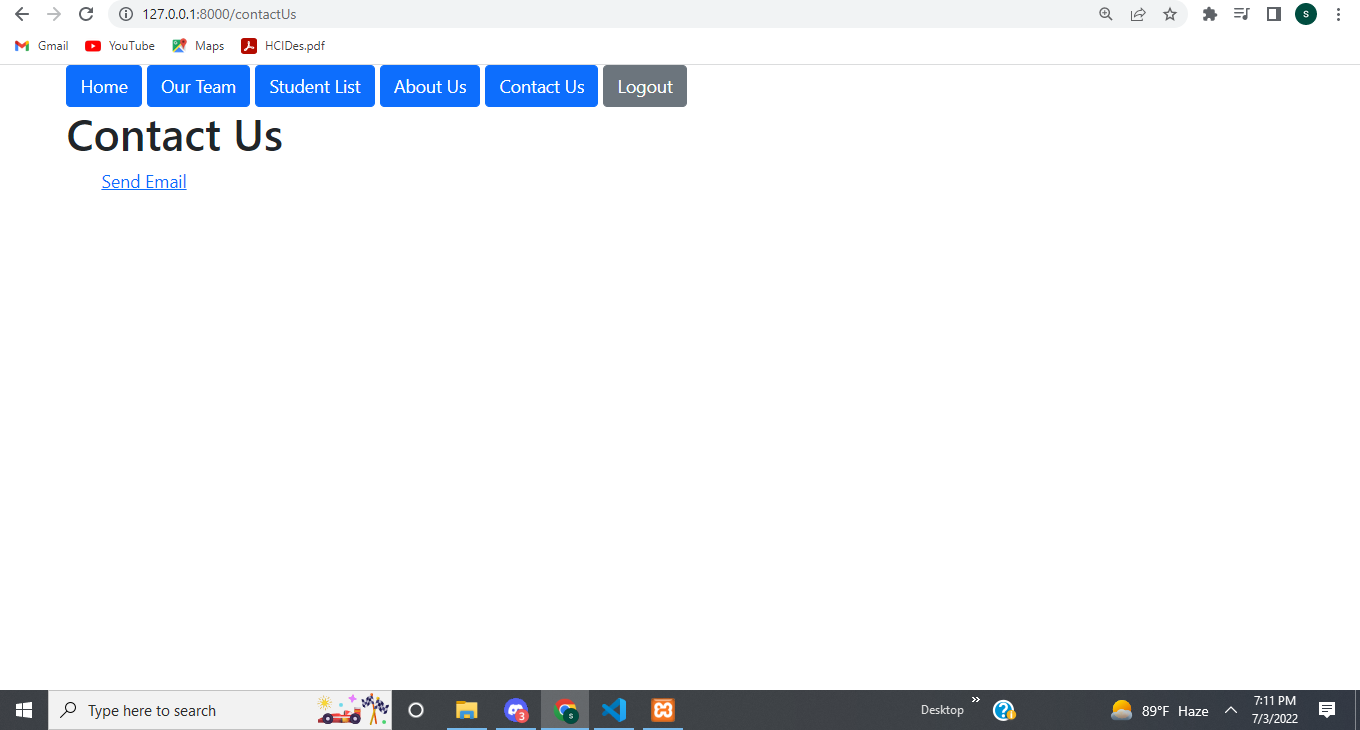 127.0.0.1:8000/contactUs
S
Gmail YouTube Maps HCIDes.pdf
Home Our Team Student List About Us Contact Us Logout
Contact Us
Send Email
Type here to search
3
S
Desktop
»
89°F Haze
7:11 PM
7/3/2022